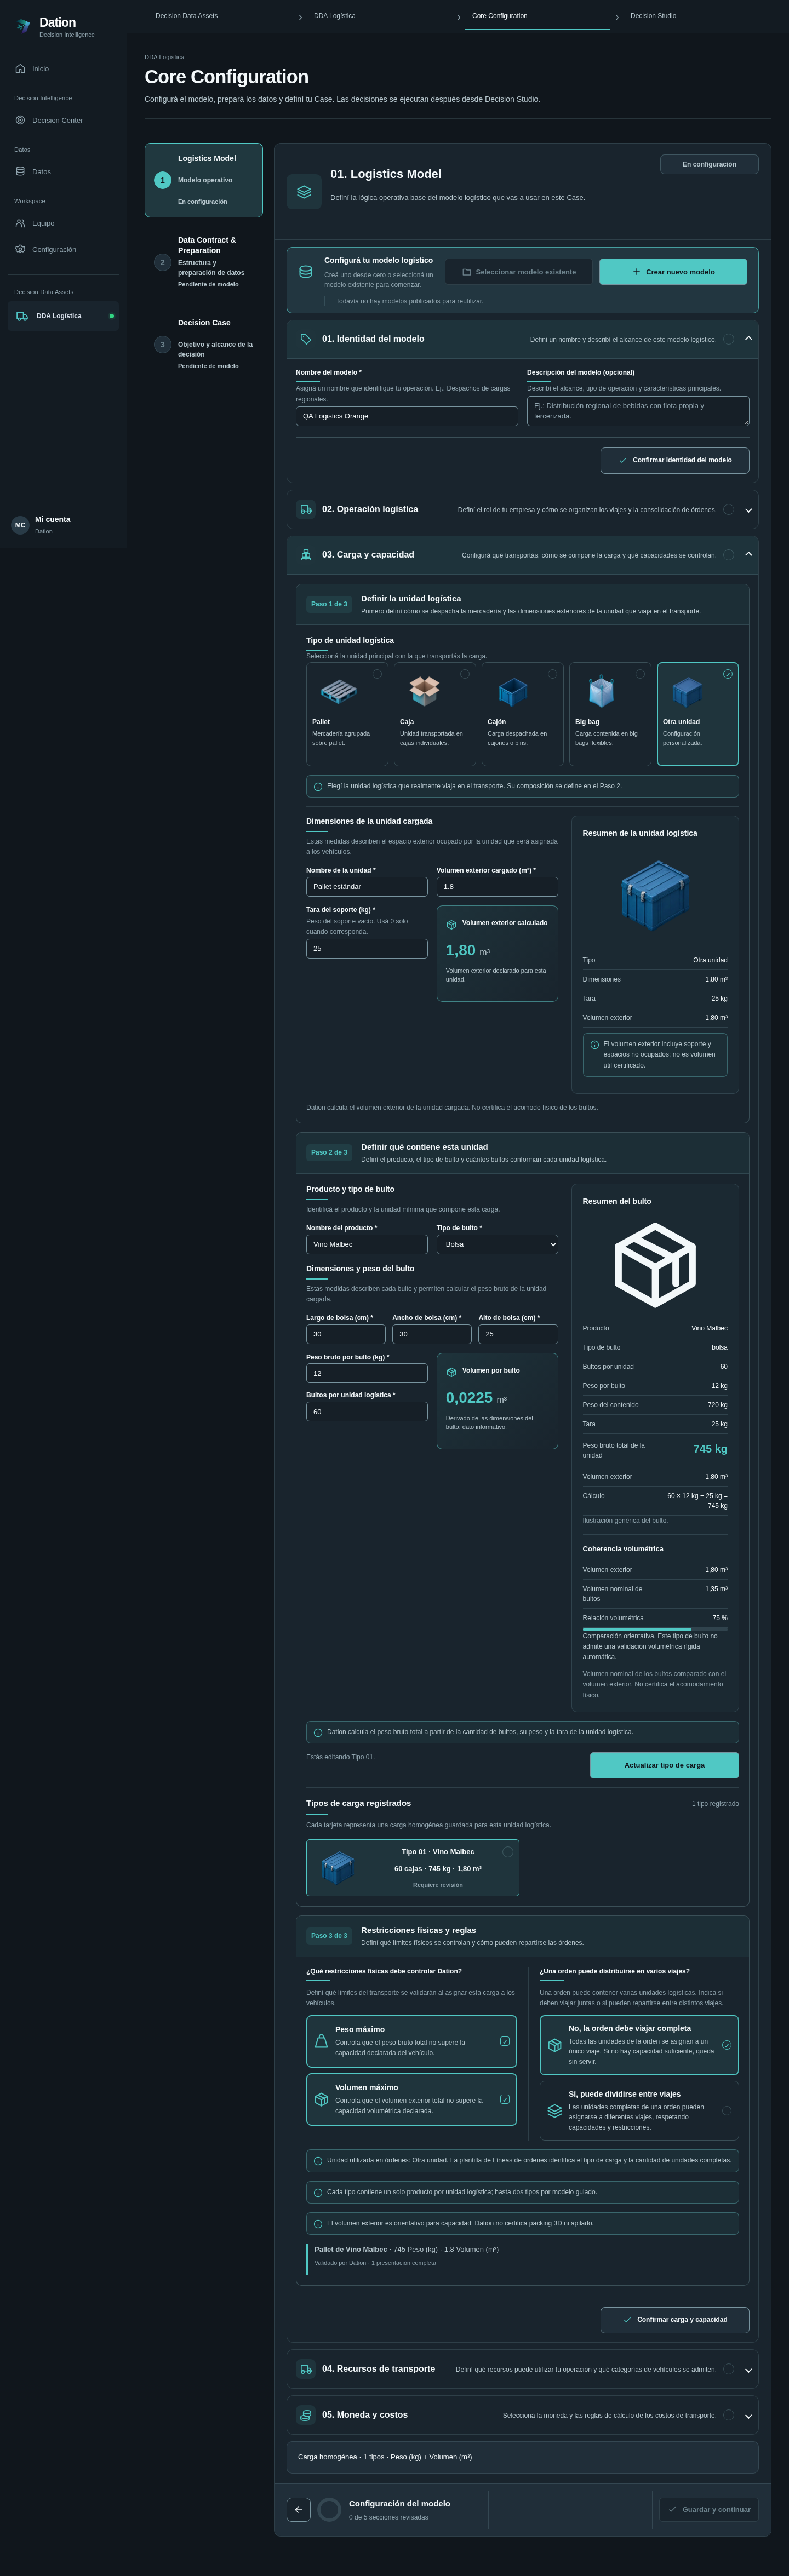 Dation
Decision Intelligence
Inicio
Decision Intelligence
Decision Center
Datos
Datos
Workspace
Equipo
Configuración
Decision Data Assets
DDA Logística
MC
Mi cuenta
Dation
Decision Data Assets
DDA Logística
Core Configuration
Decision Studio
DDA Logística
Core Configuration
Configurá el modelo, prepará los datos y definí tu Case. Las decisiones se ejecutan después desde Decision Studio.
Logistics Model
1
Modelo operativo
En configuración
Data Contract &
Preparation
2
Estructura y
preparación de datos
Pendiente de modelo
Decision Case
3
Objetivo y alcance de la
decisión
Pendiente de modelo
01. Logistics Model
Definí la lógica operativa base del modelo logístico que vas a usar en este Case.
En configuración
Configurá tu modelo logístico
Creá uno desde cero o seleccioná un
modelo existente para comenzar.
Seleccionar modelo existente
Crear nuevo modelo
Todavía no hay modelos publicados para reutilizar.
01. Identidad del modelo
Definí un nombre y describí el alcance de este modelo logístico.
Nombre del modelo *
Asigná un nombre que identifique tu operación. Ej.: Despachos de cargas
regionales.
QA Logistics Orange
Descripción del modelo (opcional)
Describí el alcance, tipo de operación y características principales.
Ej.: Distribución regional de bebidas con flota propia y
tercerizada.
Confirmar identidad del modelo
02. Operación logística
Definí el rol de tu empresa y cómo se organizan los viajes y la consolidación de órdenes.
03. Carga y capacidad
Configurá qué transportás, cómo se compone la carga y qué capacidades se controlan.
Paso 1 de 3
Definir la unidad logística
Primero definí cómo se despacha la mercadería y las dimensiones exteriores de la unidad que viaja en el transporte.
Tipo de unidad logística
Seleccioná la unidad principal con la que transportás la carga.
Pallet
Mercadería agrupada
sobre pallet.
Caja
Unidad transportada en
cajas individuales.
Cajón
Carga despachada en
cajones o bins.
Big bag
Carga contenida en big
bags flexibles.
Otra unidad
Configuración
personalizada.
Elegí la unidad logística que realmente viaja en el transporte. Su composición se define en el Paso 2.
Dimensiones de la unidad cargada
Estas medidas describen el espacio exterior ocupado por la unidad que será asignada
a los vehículos.
Nombre de la unidad *
Pallet estándar
Volumen exterior cargado (m³) *
1.8
Tara del soporte (kg) *
Peso del soporte vacío. Usá 0 sólo
cuando corresponda.
25
Volumen exterior calculado
1,80 m³
Volumen exterior declarado para esta
unidad.
Resumen de la unidad logística
Tipo
Otra unidad
Dimensiones
1,80 m³
Tara
25 kg
Volumen exterior
1,80 m³
El volumen exterior incluye soporte y
espacios no ocupados; no es volumen
útil certificado.
Dation calcula el volumen exterior de la unidad cargada. No certifica el acomodo físico de los bultos.
Paso 2 de 3
Definir qué contiene esta unidad
Definí el producto, el tipo de bulto y cuántos bultos conforman cada unidad logística.
Producto y tipo de bulto
Identificá el producto y la unidad mínima que compone esta carga.
Nombre del producto *
Vino Malbec
Tipo de bulto *
Bolsa
Dimensiones y peso del bulto
Estas medidas describen cada bulto y permiten calcular el peso bruto de la unidad
cargada.
Largo de bolsa (cm) *
30
Ancho de bolsa (cm) *
30
Alto de bolsa (cm) *
25
Peso bruto por bulto (kg) *
12
Bultos por unidad logística *
60
Volumen por bulto
0,0225 m³
Derivado de las dimensiones del
bulto; dato informativo.
Resumen del bulto
Producto
Vino Malbec
Tipo de bulto
bolsa
Bultos por unidad
60
Peso por bulto
12 kg
Peso del contenido
720 kg
Tara
25 kg
Peso bruto total de la
unidad
745 kg
Volumen exterior
1,80 m³
Cálculo
60 × 12 kg + 25 kg =
745 kg
Ilustración genérica del bulto.
Coherencia volumétrica
Volumen exterior
1,80 m³
Volumen nominal de
bultos
1,35 m³
Relación volumétrica
75 %
Comparación orientativa. Este tipo de bulto no
admite una validación volumétrica rígida
automática.
Volumen nominal de los bultos comparado con el
volumen exterior. No certifica el acomodamiento
físico.
Dation calcula el peso bruto total a partir de la cantidad de bultos, su peso y la tara de la unidad logística.
Estás editando Tipo 01.
Actualizar tipo de carga
Tipos de carga registrados
1 tipo registrado
Cada tarjeta representa una carga homogénea guardada para esta unidad logística.
Tipo 01 · Vino Malbec
60 cajas · 745 kg · 1,80 m³
Requiere revisión
Paso 3 de 3
Restricciones físicas y reglas
Definí qué límites físicos se controlan y cómo pueden repartirse las órdenes.
¿Qué restricciones físicas debe controlar Dation?
Definí qué límites del transporte se validarán al asignar esta carga a los
vehículos.
Peso máximo
Controla que el peso bruto total no supere la
capacidad declarada del vehículo.
Volumen máximo
Controla que el volumen exterior total no supere la
capacidad volumétrica declarada.
¿Una orden puede distribuirse en varios viajes?
Una orden puede contener varias unidades logísticas. Indicá si
deben viajar juntas o si pueden repartirse entre distintos viajes.
No, la orden debe viajar completa
Todas las unidades de la orden se asignan a un
único viaje. Si no hay capacidad suficiente, queda
sin servir.
Sí, puede dividirse entre viajes
Las unidades completas de una orden pueden
asignarse a diferentes viajes, respetando
capacidades y restricciones.
Unidad utilizada en órdenes: Otra unidad. La plantilla de Líneas de órdenes identifica el tipo de carga y la cantidad de unidades completas.
Cada tipo contiene un solo producto por unidad logística; hasta dos tipos por modelo guiado.
El volumen exterior es orientativo para capacidad; Dation no certifica packing 3D ni apilado.
Pallet de Vino Malbec · 745 Peso (kg) · 1.8 Volumen (m³)
Validado por Dation · 1 presentación completa
Confirmar carga y capacidad
04. Recursos de transporte
Definí qué recursos puede utilizar tu operación y qué categorías de vehículos se admiten.
05. Moneda y costos
Seleccioná la moneda y las reglas de cálculo de los costos de transporte.
Carga homogénea · 1 tipos · Peso (kg) + Volumen (m³)
Configuración del modelo
0 de 5 secciones revisadas
Guardar y continuar